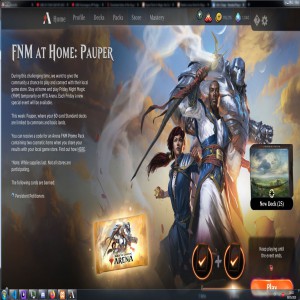 Home Profile Decks Packs Store Mastery
FNM AT HOME: PAUPER
During this challenging time, we want to give the
community a chance to play and connect with their local
game store. Stay at home and play Friday Night Magic
(FNM) temporarily on MTG Arena. Each Friday a new
special event will be available.
This week: Pauper, where your 60-card Standard decks
are limited to commons and basic lands.
You can receive a code for an Arena FNM Home Pack
containing two cosmetic items when you share your
results with your local game store. Find out how HERE.
*Note: While supplies last. Not all stores are
participating.
The following cards are banned:
Persistent Petitioners
ARENA
New Deck (25)
Keep playing until
the event ends.
Play